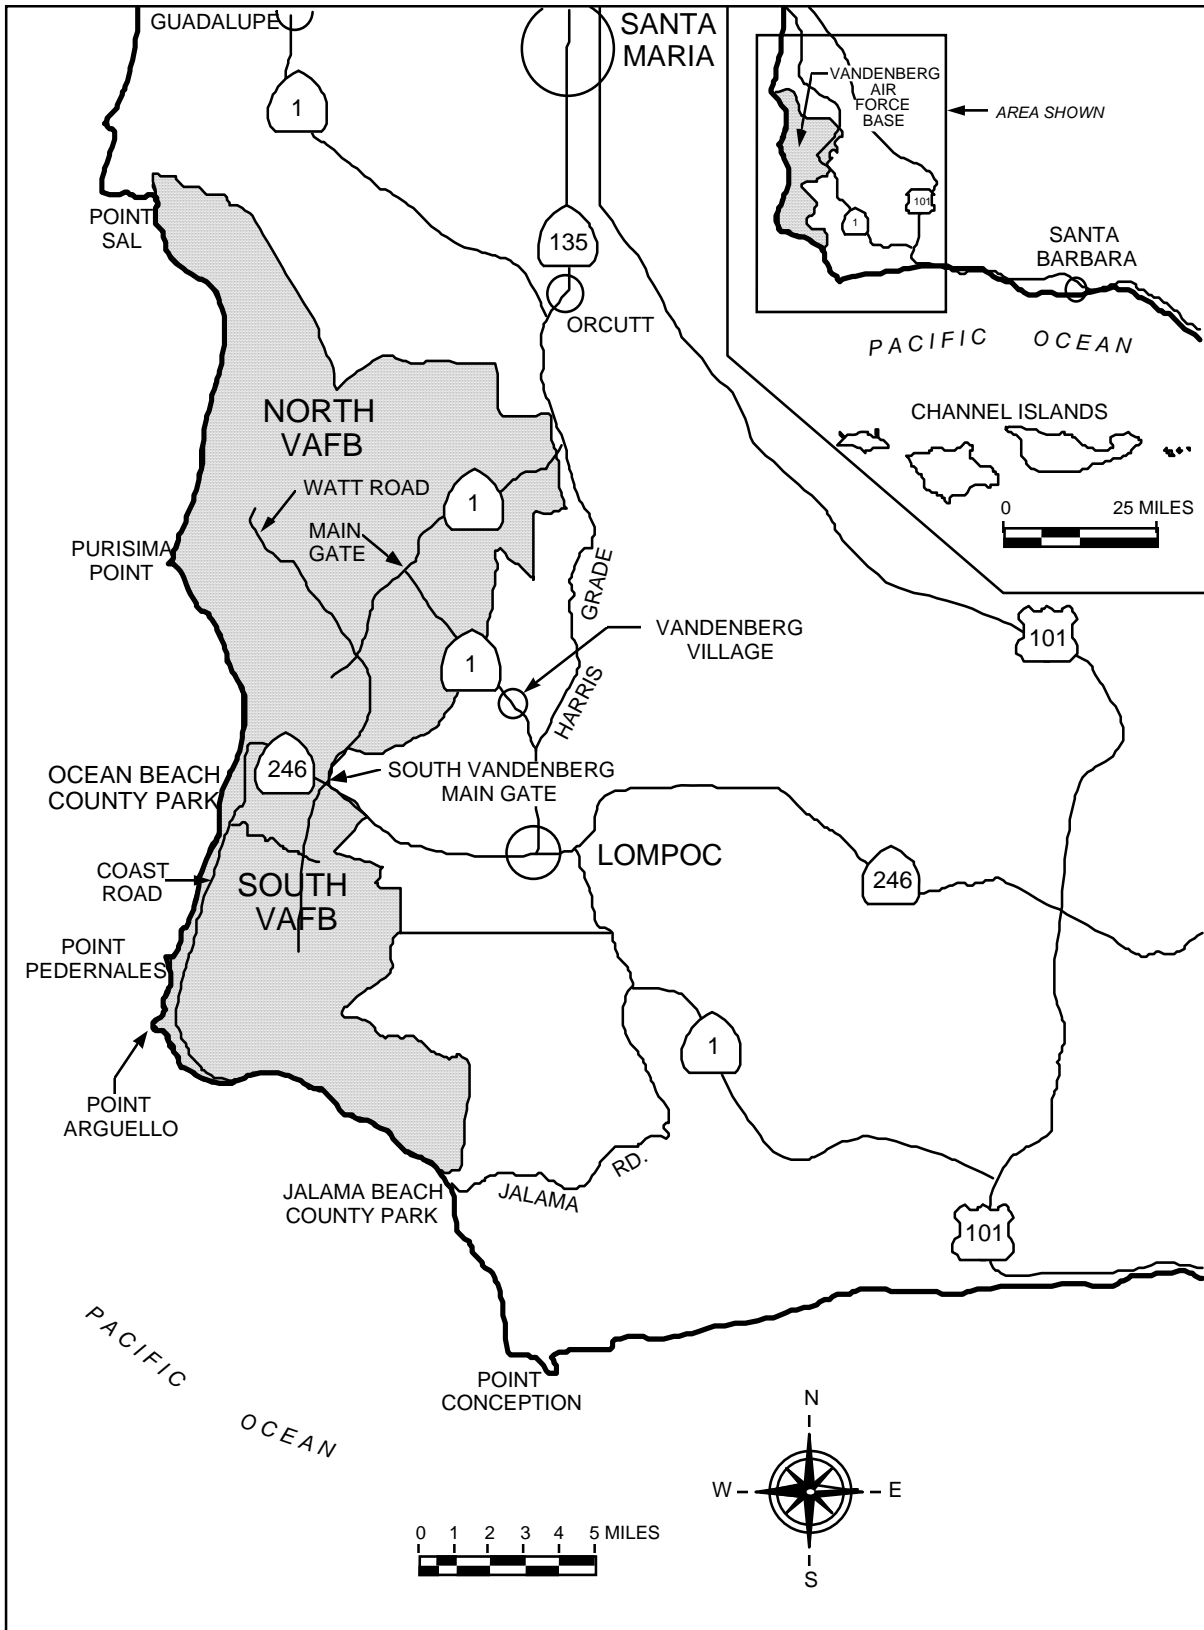 GUADALUPE
SANTA
MARIA
1
VANDENBERG
AIR
FORCE
BASE
AREA SHOWN
101
1
POINT
SAL
135
SANTA
BARBARA
ORCUTT
PACIFIC OCEAN
NORTH
VAFB
CHANNEL ISLANDS
WATT ROAD
1
0 25 MILES
MAIN
GATE
PURISIMA
POINT
HARRIS GRADE
VANDENBERG
VILLAGE
101
1
OCEAN BEACH
COUNTY PARK
246
SOUTH VANDENBERG
MAIN GATE
LOMPOC
COAST
ROAD
SOUTH
VAFB
246
POINT
PEDERNALES
1
POINT
ARGUELLO
JALAMA RD.
JALAMA BEACH
COUNTY PARK
101
PACIFIC
OCEAN
POINT
CONCEPTION
N
W E
S
0 1 2 3 4 5 MILES